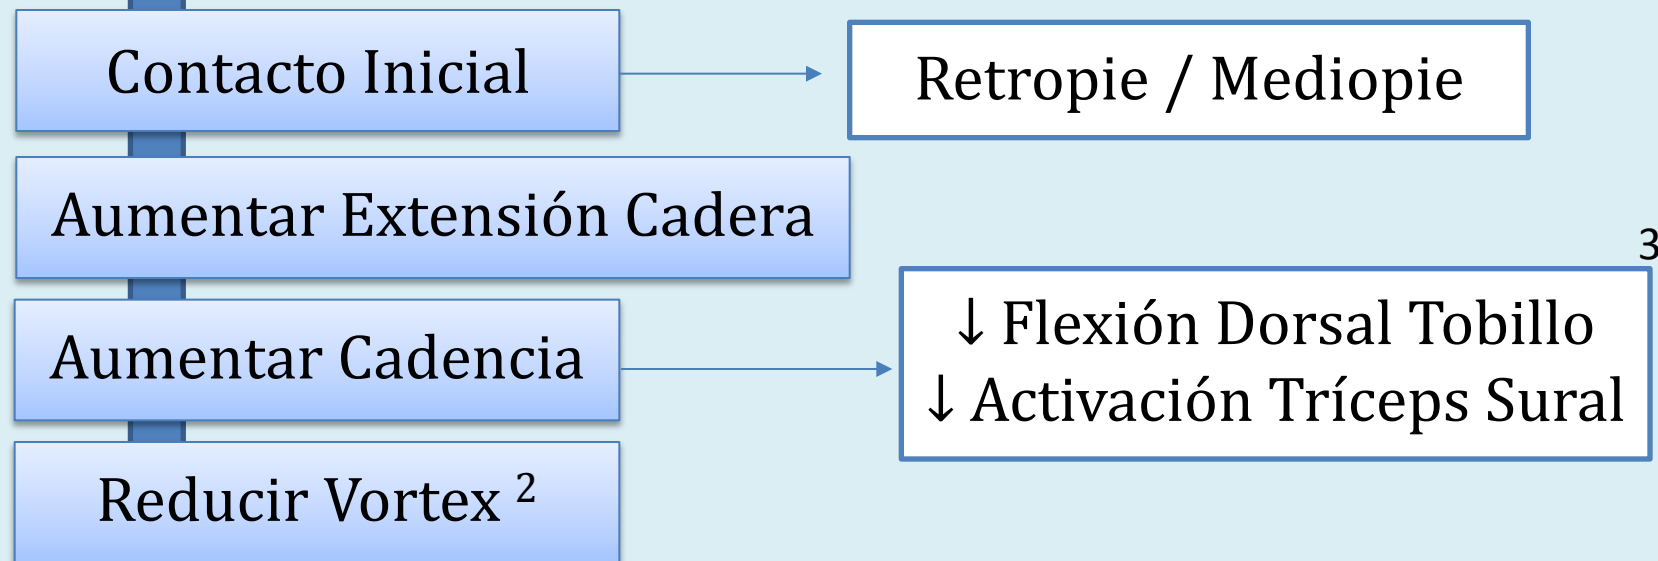 Contacto Inicial
Retropie / Mediopie
Aumentar Extensión Cadera
Aumentar Cadencia
3
↓ Flexión Dorsal Tobillo
↓ Activación Tríceps Sural
Reducir Vortex ²